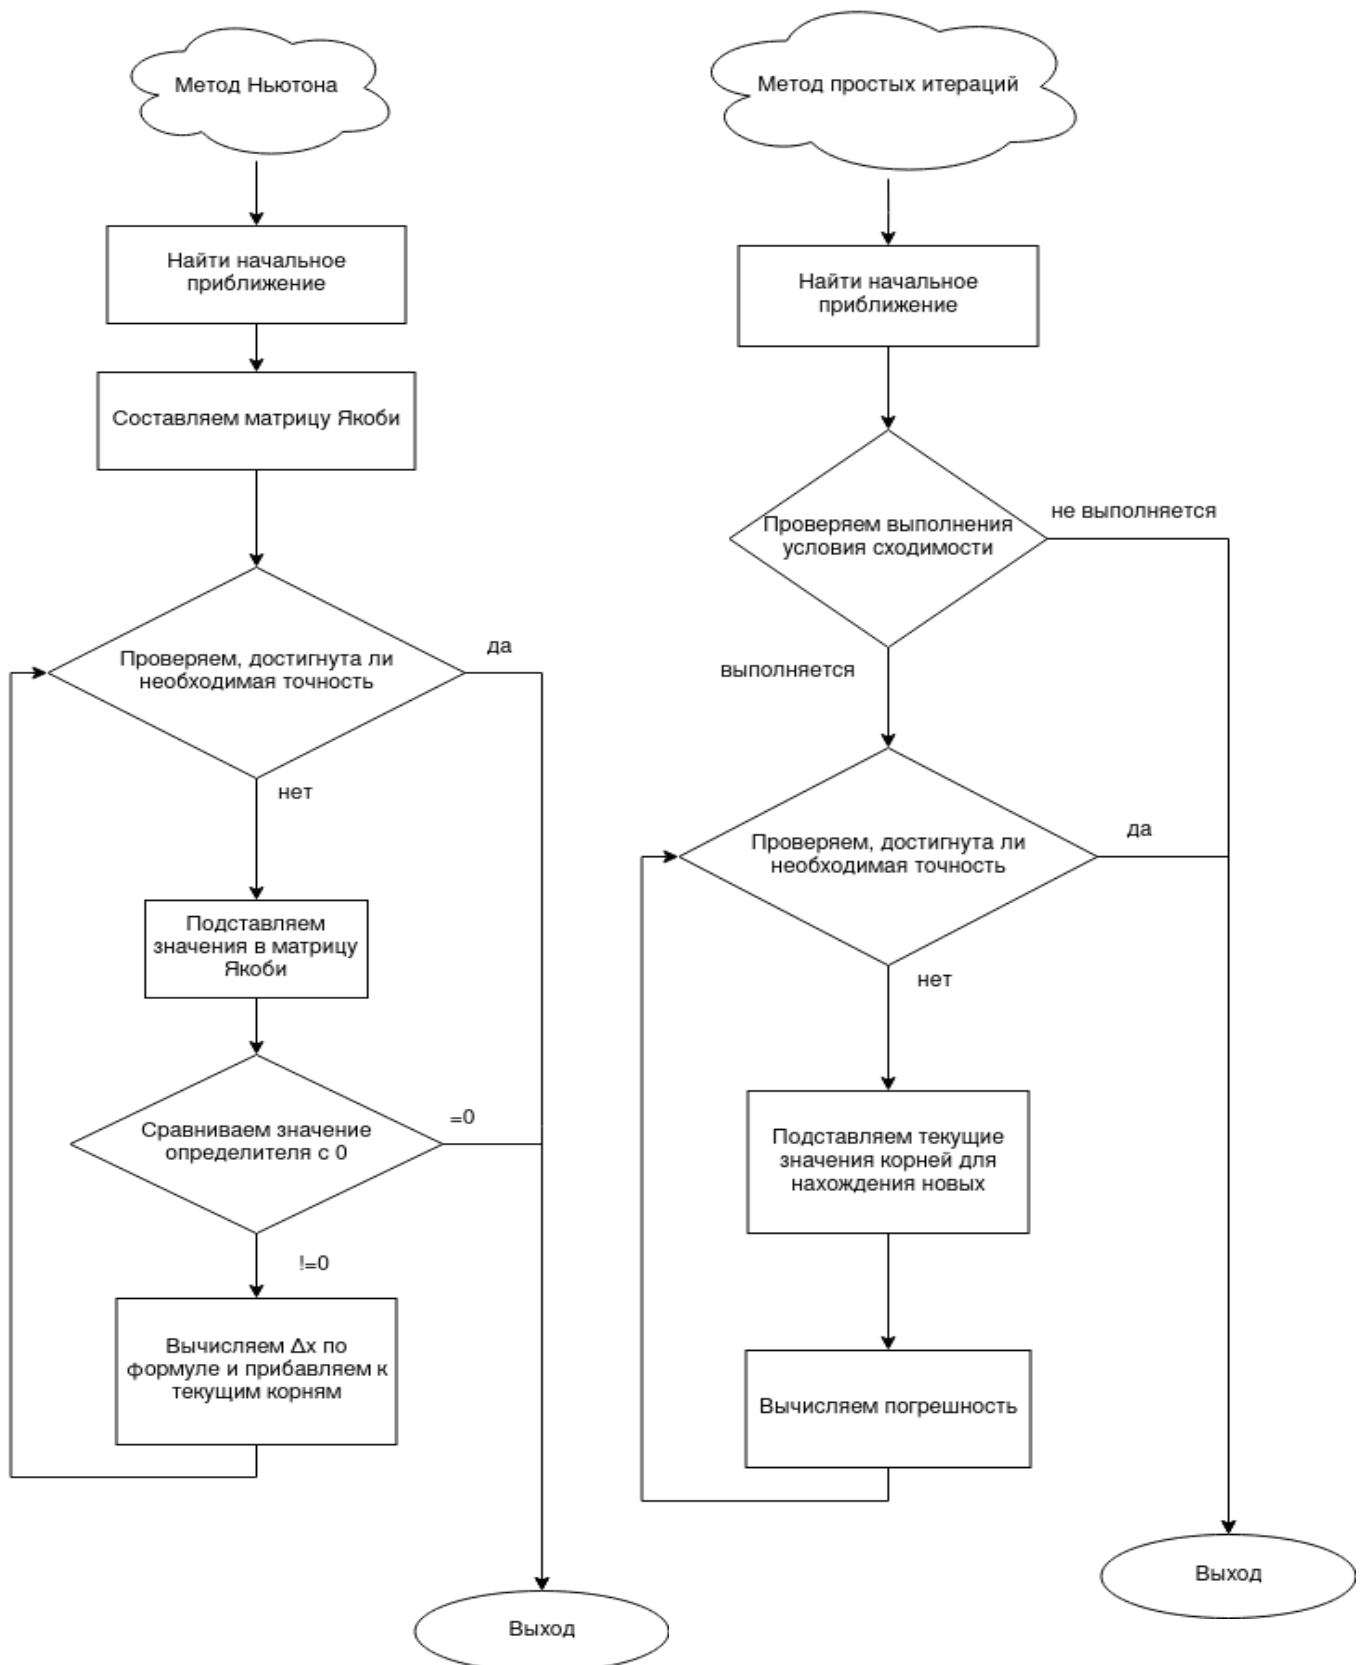 Метод Ньютона
Найти начальное
приближение
Составляем матрицу Якоби
Проверяем, достигнута ли
необходимая точность
да
нет
Подставляем
значения в матрицу
Якоби
Сравниваем значение
определителя с 0
=0
!=0
Вычисляем Δx по
формуле и прибавляем к
текущим корням
Выход
Метод простых итераций
Найти начальное
приближение
Проверяем выполнения
условия сходимости
не выполняется
выполняется
Проверяем, достигнута ли
необходимая точность
да
нет
Подставляем текущие
значения корней для
нахождения новых
Вычисляем погрешность
Выход